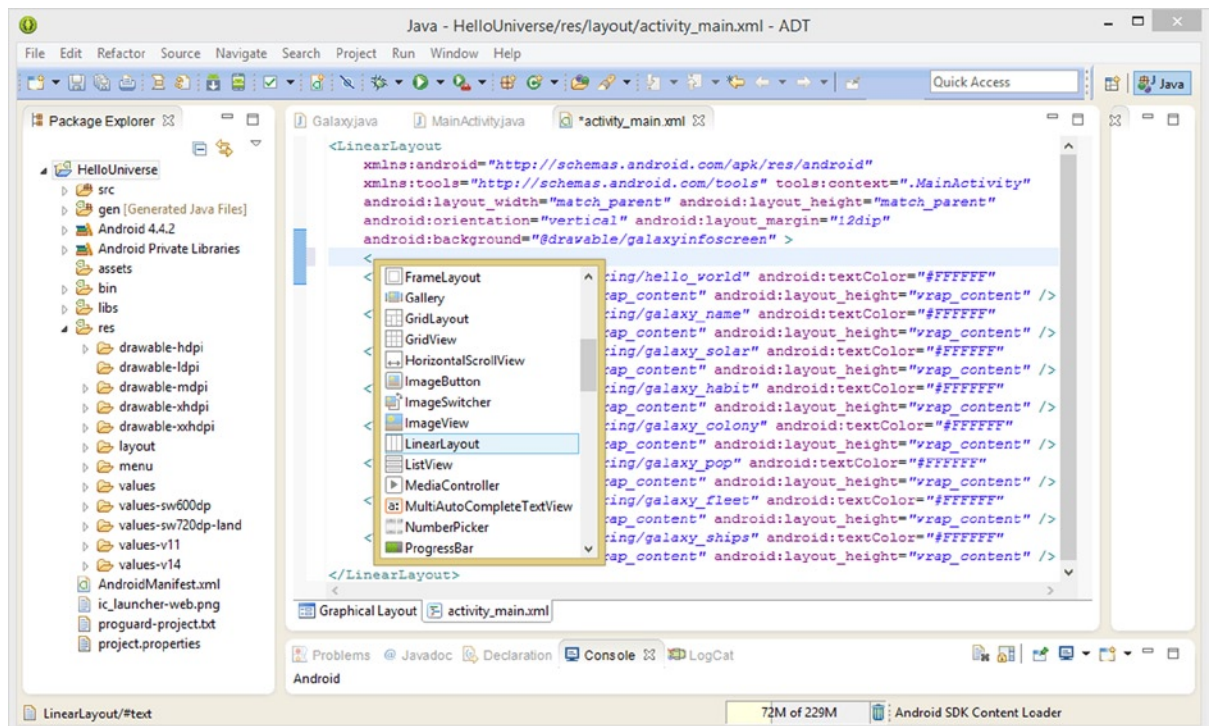 Java - HelloUniverse/res/layout/activity_main.xml - ADT
File Edit Refactor Source Navigate Search Project Run Window Help
Quick Access
Java
Package Explorer
HelloUniverse
src
gen [Generated Java Files]
Android 4.4.2
Android Private Libraries
assets
bin
libs
res
drawable-hdpi
drawable-ldpi
drawable-mdpi
drawable-xhdpi
drawable-xxhdpi
layout
menu
values
values-sw600dp
values-sw720dp-land
values-v11
values-v14
AndroidManifest.xml
ic_launcher-web.png
proguard-project.txt
project.properties
Galaxy.java MainActivity.java *activity_main.xml
<LinearLayout
xmlns:android="http://schemas.android.com/apk/res/android"
xmlns:tools="http://schemas.android.com/tools" tools:context=".MainActivity"
android:layout_width="match_parent" android:layout_height="match_parent"
android:orientation="vertical" android:layout_margin="12dip"
android:background="@drawable/galaxyinfoscreen" >
<
< ring/hello_world" android:textColor="#FFFFFF"
rap_content" android:layout_height="wrap_content" />
< ring/galaxy_name" android:textColor="#FFFFFF"
rap_content" android:layout_height="wrap_content" />
< ring/galaxy_solar" android:textColor="#FFFFFF"
rap_content" android:layout_height="wrap_content" />
< ring/galaxy_habit" android:textColor="#FFFFFF"
rap_content" android:layout_height="wrap_content" />
< ring/galaxy_colony" android:textColor="#FFFFFF"
rap_content" android:layout_height="wrap_content" />
< ring/galaxy_pop" android:textColor="#FFFFFF"
rap_content" android:layout_height="wrap_content" />
< ring/galaxy_fleet" android:textColor="#FFFFFF"
rap_content" android:layout_height="wrap_content" />
< ring/galaxy_ships" android:textColor="#FFFFFF"
rap_content" android:layout_height="wrap_content" />
</LinearLayout>
FrameLayout
Gallery
GridLayout
GridView
HorizontalScrollView
ImageButton
ImageSwitcher
ImageView
LinearLayout
ListView
MediaController
a: MultiAutoCompleteTextView
NumberPicker
ProgressBar
Graphical Layout activity_main.xml
Problems @ Javadoc Declaration Console LogCat
Android
LinearLayout/#text
72M of 229M
Android SDK Content Loader